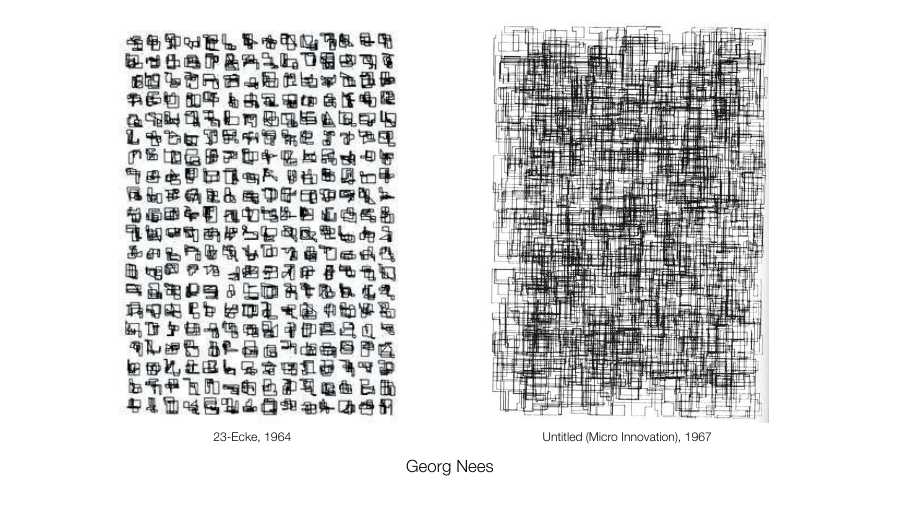 23-Ecke, 1964
Untitled (Micro Innovation), 1967
Georg Nees